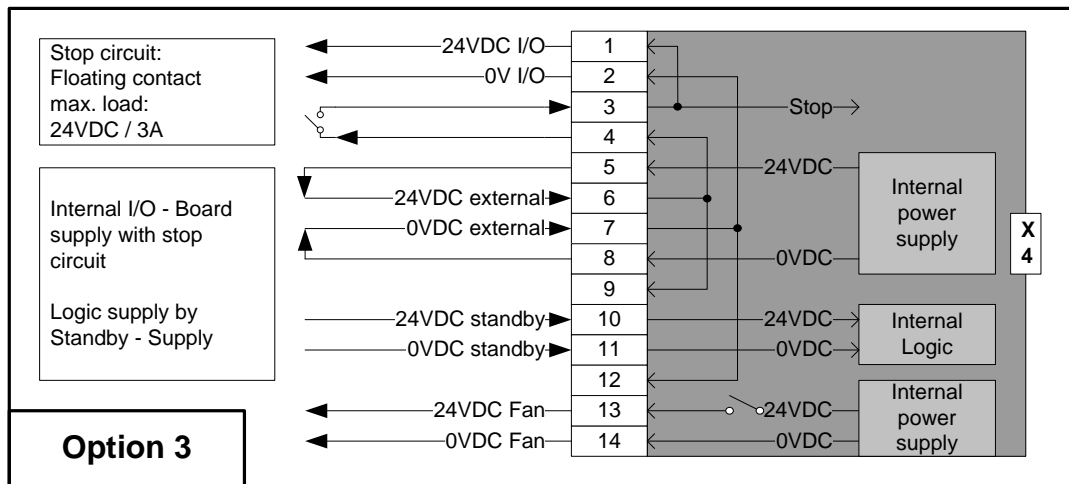 Stop circuit:
Floating contact
max. load:
24VDC / 3A
Internal I/O - Board
supply with stop
circuit
Logic supply by
Standby - Supply
Option 3
24VDC I/O 1
0V I/O 2
3 Stop
4
5 24VDC
24VDC external 6
0VDC external 7
8 0VDC
9
24VDC standby 10 24VDC
0VDC standby 11 0VDC
12
24VDC Fan 13 24VDC
0VDC Fan 14 0VDC
Internal
power
supply
Internal
Logic
Internal
power
supply
X
4